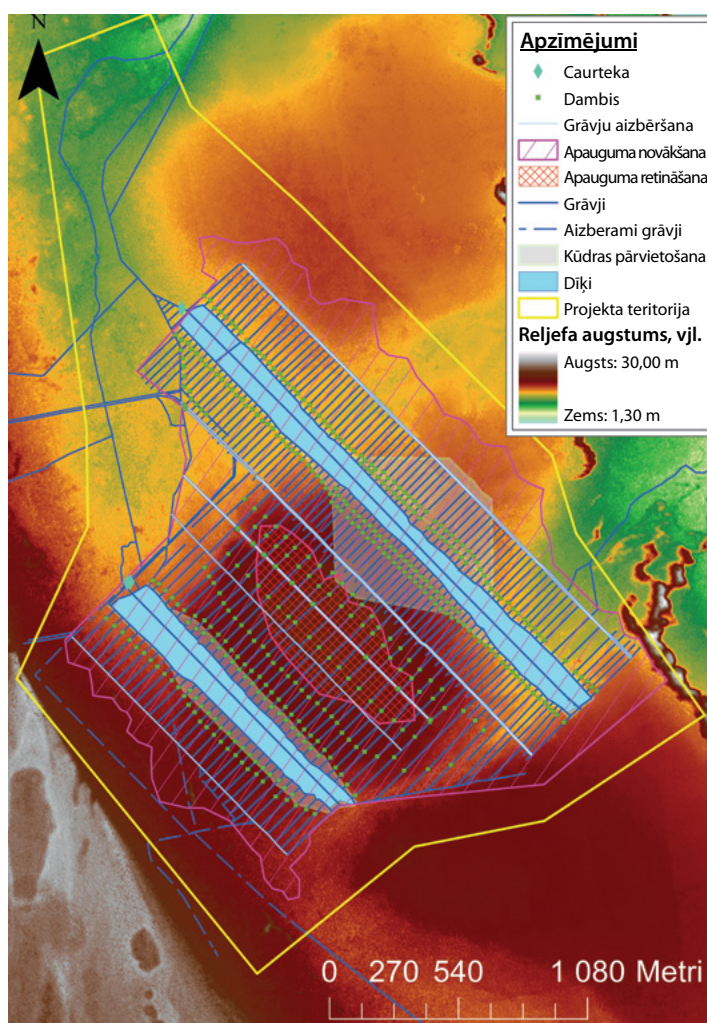 N
Apzīmējumi
Caurteka
Dambis
Grāvju aizbēršana
Apauguma novākšana
Apauguma retināšana
Grāvji
Aizberami grāvji
Kūdras pārvietošana
Dīķi
Projekta teritorija
Reljefa augstums, vjl.
Augsts: 30,00 m
Zems: 1,30 m
0 270 540 1 080 Metri